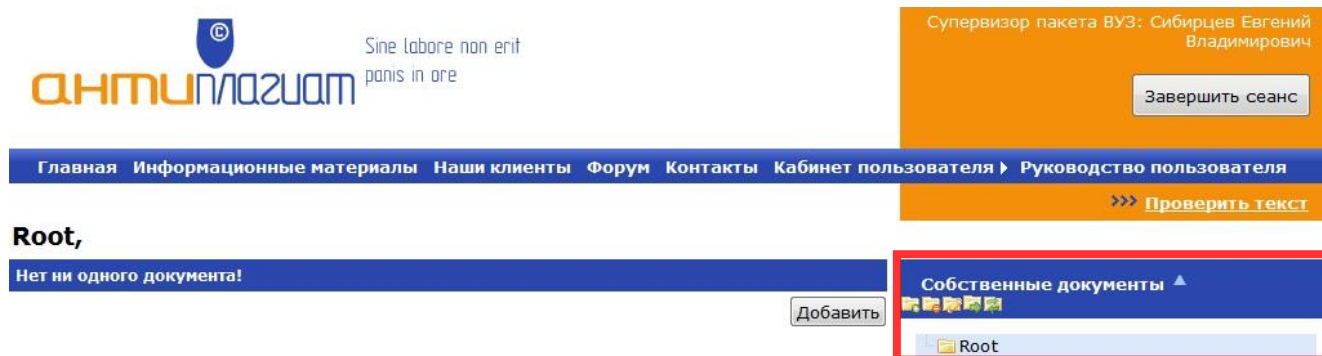 ©
антиплагиат
Sine labore non erit
panis in ore
Супервизор пакета ВУЗ: Сибирцев Евгений
Владимирович
Завершить сеанс
Главная Информационные материалы Наши клиенты Форум Контакты Кабинет пользователя Руководство пользователя
>>> Проверить текст
Root,
Нет ни одного документа!
Добавить
Собственные документы
Root